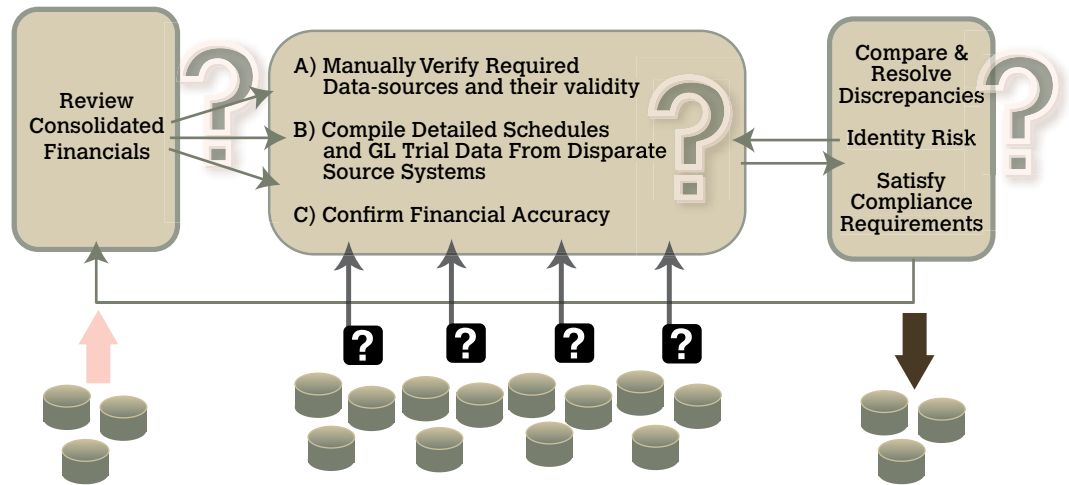 Review
Consolidated
Financials
?
A) Manually Verify Required
Data-sources and their validity
B) Compile Detailed Schedules
and GL Trial Data From Disparate
Source Systems
C) Confirm Financial Accuracy
?
Compare &
Resolve
Discrepancies
Identity Risk
Satisfy
Compliance
Requirements
?
? ? ? ?